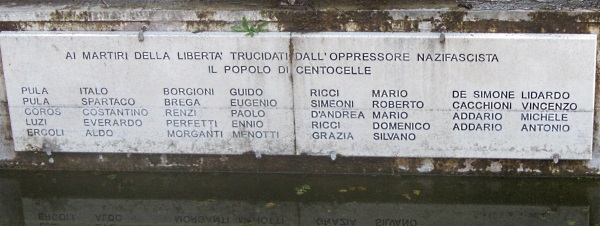 AI MARTIRI DELLA LIBERTA' TRUCIDATI DALL'OPPRESSORE NAZIFASCISTA
IL POPOLO DI CENTOCELLE
PULA ITALO BORGIONI GUIDO RICCI MARIO DE SIMONE LIDARDO
PULA SPARTACO BREGA EUGENIO SIMEONI ROBERTO CACCHIONI VINCENZO
COROS COSTANTINO RENZI PAOLO D'ANDREA MARIO ADDARIO MICHELE
LUZI EVERARDO PERFETTI ENNIO RICCI DOMENICO ADDARIO ANTONIO
ERGOLI ALDO MORGANTI MENOTTI GRAZIA SILVANO